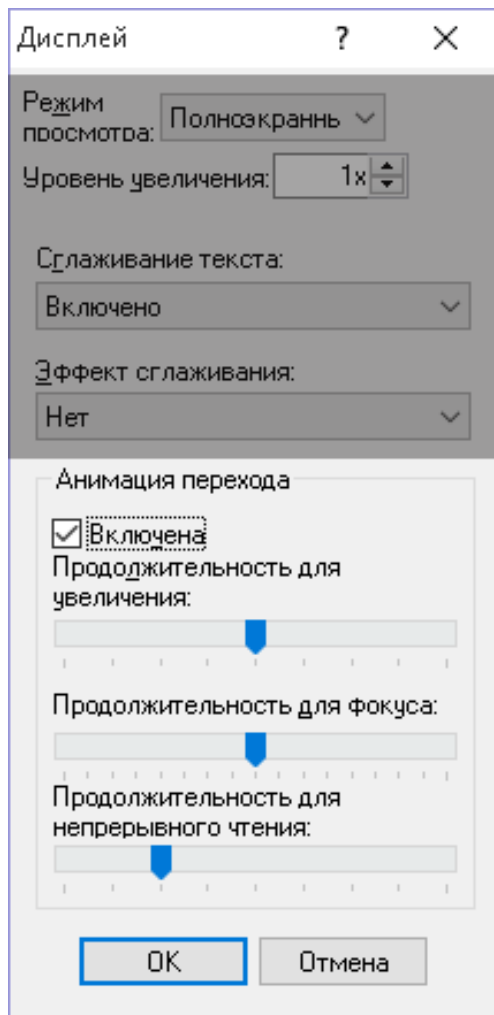 Дисплей ?
Режим
просмотра: Полноэкраннь
Уровень увеличения: 1x
Сглаживание текста:
Включено
Эффект сглаживания:
Нет
Анимация перехода
Включена
Продолжительность для
увеличения:
Продолжительность для фокуса:
Продолжительность для
непрерывного чтения:
OK Отмена